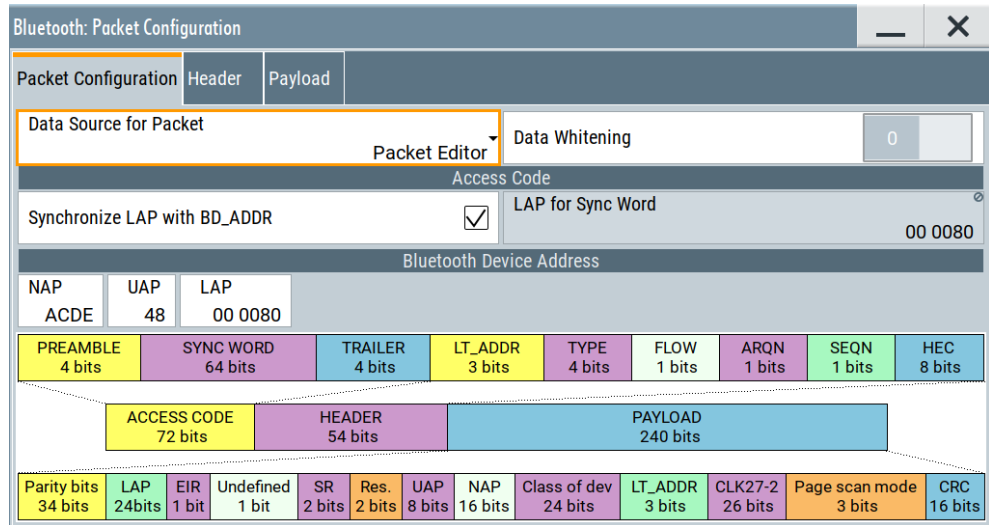 Bluetooth: Packet Configuration
Packet Configuration Header Payload
Data Source for Packet
Packet Editor
Data Whitening
0
Access Code
Synchronize LAP with BD_ADDR
LAP for Sync Word
00 0080
Bluetooth Device Address
NAP UAP LAP
ACDE 48 00 0080
PREAMBLE SYNC WORD TRAILER LT_ADDR TYPE FLOW ARQN SEQN HEC
4 bits 64 bits 4 bits 3 bits 4 bits 1 bits 1 bits 1 bits 8 bits
ACCESS CODE HEADER PAYLOAD
72 bits 54 bits 240 bits
Parity bits LAP EIR Undefined SR Res. UAP NAP Class of dev LT_ADDR CLK27-2 Page scan mode CRC
34 bits 24bits 1 bit 1 bit 2 bits 2 bits 8 bits 16 bits 24 bits 3 bits 26 bits 3 bits 16 bits